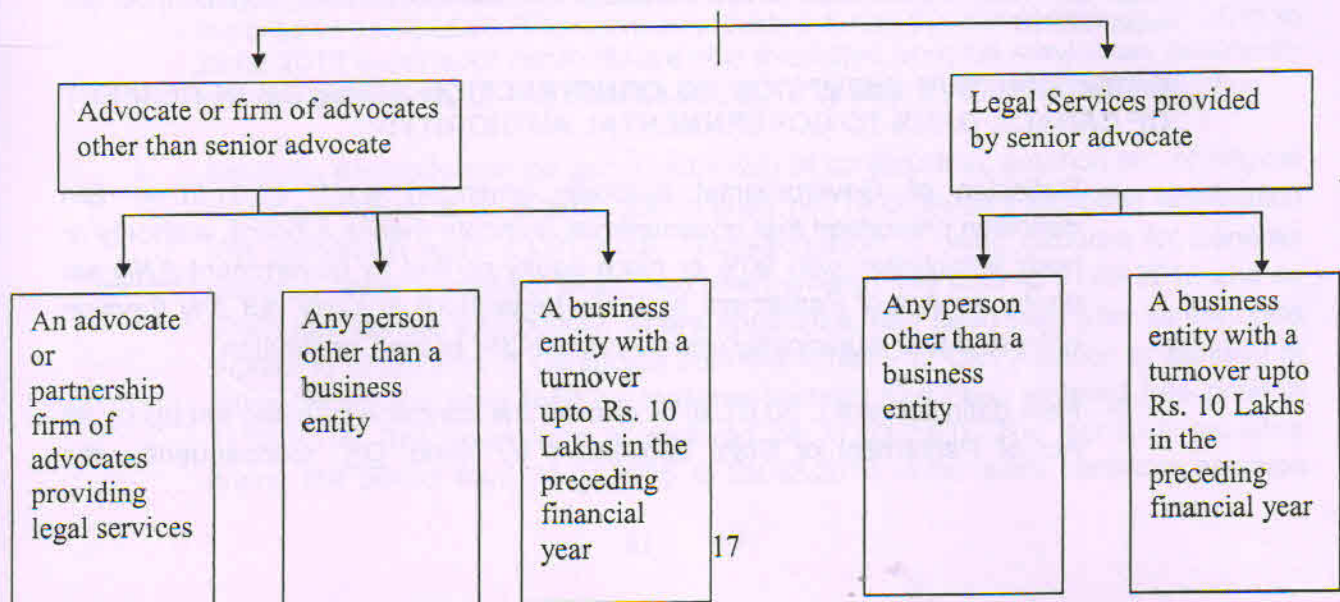 Advocate or firm of advocates
other than senior advocate
Legal Services provided
by senior advocate
An advocate
or
partnership
firm of
advocates
providing
legal services
Any person
other than a
business
entity
A business
entity with a
turnover
upto Rs. 10
Lakhs in the
preceding
financial
year
Any person
other than a
business
entity
A business
entity with a
turnover upto
Rs. 10 Lakhs
in the
preceding
financial year
17